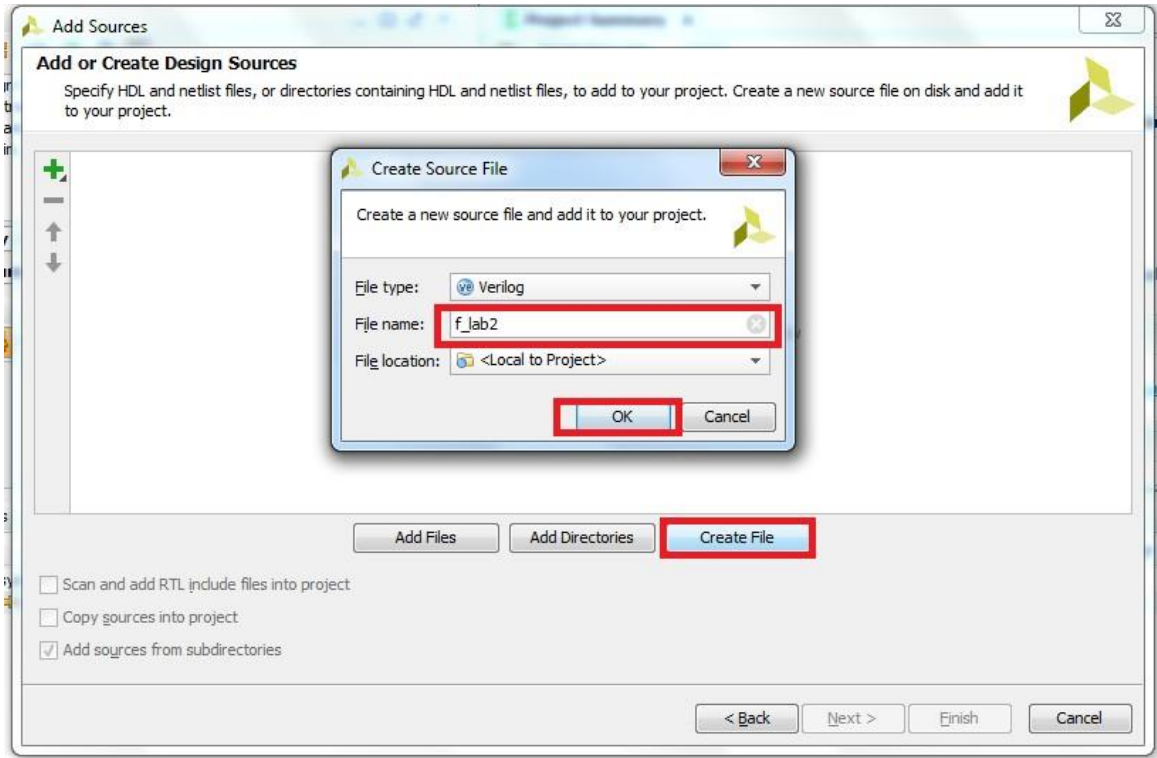 Project Summary
Add Sources
Add or Create Design Sources
Specify HDL and netlist files, or directories containing HDL and netlist files, to add to your project. Create a new source file on disk and add it
to your project.
Create Source File
Create a new source file and add it to your project.
File type: Verilog
File name: f_lab2
File location: <Local to Project>
OK Cancel
Add Files Add Directories Create File
Scan and add RTL include files into project
Copy sources into project
Add sources from subdirectories
< Back Next > Finish Cancel